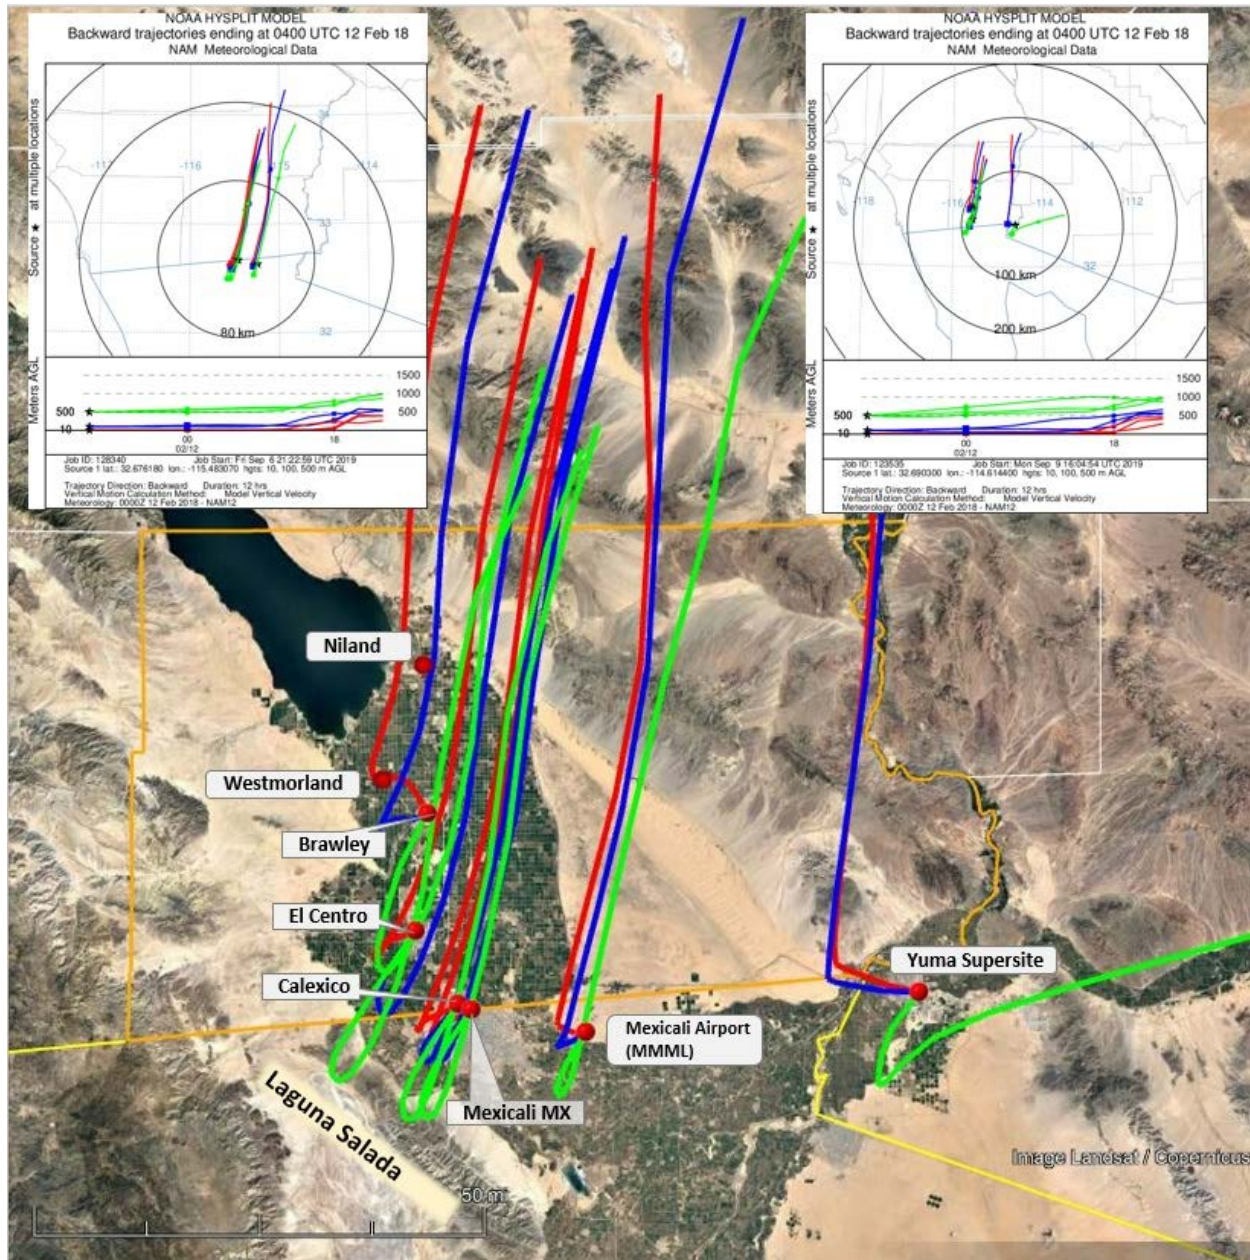 NOAA HYSPLIT MODEL
Backward trajectories ending at 0400 UTC 12 Feb 18
NAM Meteorological Data
Source ★ at multiple locations
-117
-116
-115
-114
34
33
32
80 km
Meters AGL
1500
1000
500
500
10
00
18
02/12
Job ID: 128340 Job Start: Fri Sep 6 21:22:59 UTC 2019
Source 1 lat.: 32.676180 lon.: -115.483070 hgts: 10, 100, 500 m AGL
Trajectory Direction: Backward Duration: 12 hrs
Vertical Motion Calculation Method: Model Vertical Velocity
Meteorology: 0000Z 12 Feb 2018 - NAM12
NOAA HYSPLIT MODEL
Backward trajectories ending at 0400 UTC 12 Feb 18
NAM Meteorological Data
Source ★ at multiple locations
-118
-116
-114
-112
34
32
100 km
200 km
Meters AGL
1500
1000
500
500
10
00
18
02/12
Job ID: 123535 Job Start: Mon Sep 9 16:04:54 UTC 2019
Source 1 lat.: 32.690300 lon.: -114.614400 hgts: 10, 100, 500 m AGL
Trajectory Direction: Backward Duration: 12 hrs
Vertical Motion Calculation Method: Model Vertical Velocity
Meteorology: 0000Z 12 Feb 2018 - NAM12
Niland
Westmorland
Brawley
El Centro
Calexico
Yuma Supersite
Mexicali Airport
(MMML)
Mexicali MX
Laguna Salada
50 m
Image Landsat / Copernicus